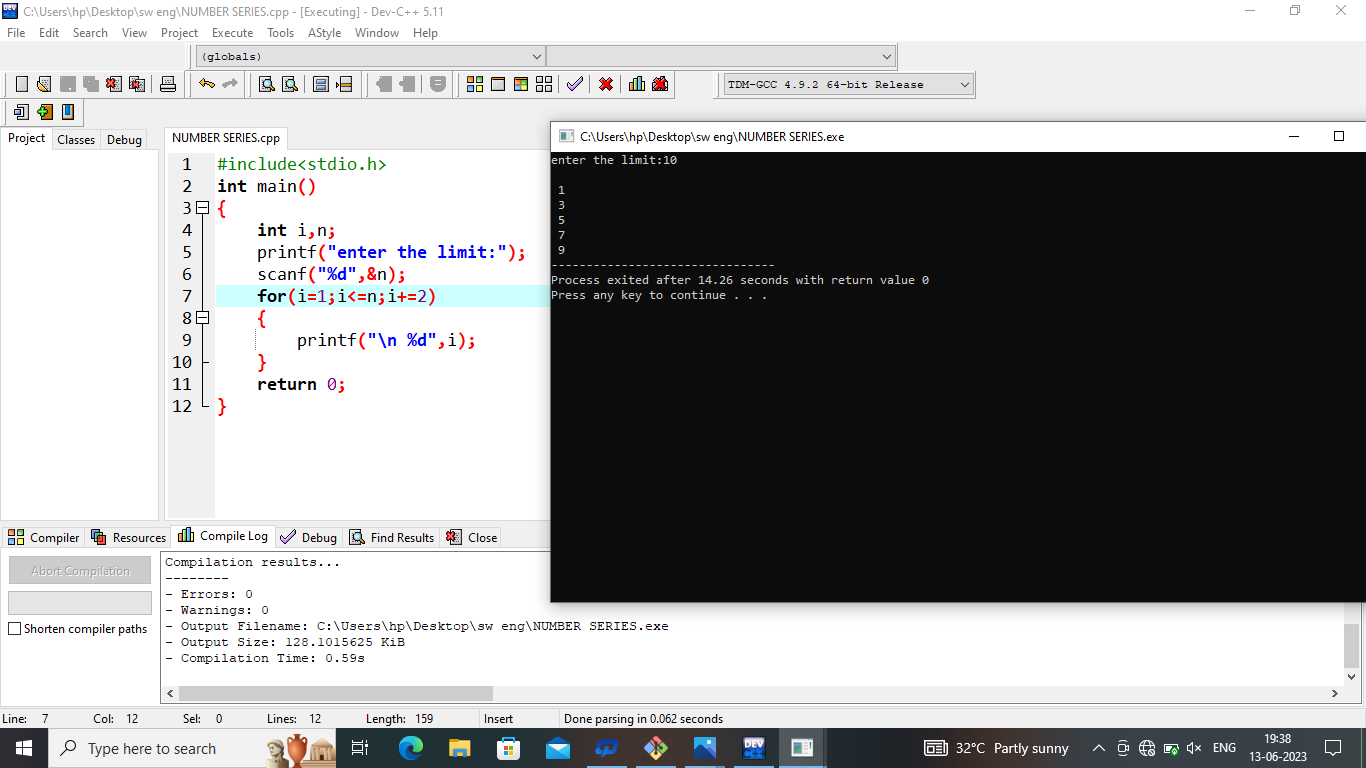 C:\Users\hp\Desktop\sw eng\NUMBER SERIES.cpp - [Executing] - Dev-C++ 5.11
File Edit Search View Project Execute Tools AStyle Window Help
(globals)
TDM-GCC 4.9.2 64-bit Release
Project Classes Debug
NUMBER SERIES.cpp
1 #include<stdio.h>
2 int main()
3 {
4 int i,n;
5 printf("enter the limit:");
6 scanf("%d",&n);
7 for(i=1;i<=n;i+=2)
8 {
9 printf("\n %d",i);
10 }
11 return 0;
12 }
C:\Users\hp\Desktop\sw eng\NUMBER SERIES.exe
enter the limit:10
1
3
5
7
9
--------------------------------
Process exited after 14.26 seconds with return value 0
Press any key to continue . . .
Compiler Resources Compile Log Debug Find Results Close
Abort Compilation
Shorten compiler paths
Compilation results...
--------
- Errors: 0
- Warnings: 0
- Output Filename: C:\Users\hp\Desktop\sw eng\NUMBER SERIES.exe
- Output Size: 128.1015625 KiB
- Compilation Time: 0.59s
Line: 7 Col: 12 Sel: 0 Lines: 12 Length: 159 Insert Done parsing in 0.062 seconds
Type here to search
DEV
32°C Partly sunny
ENG
19:38
13-06-2023